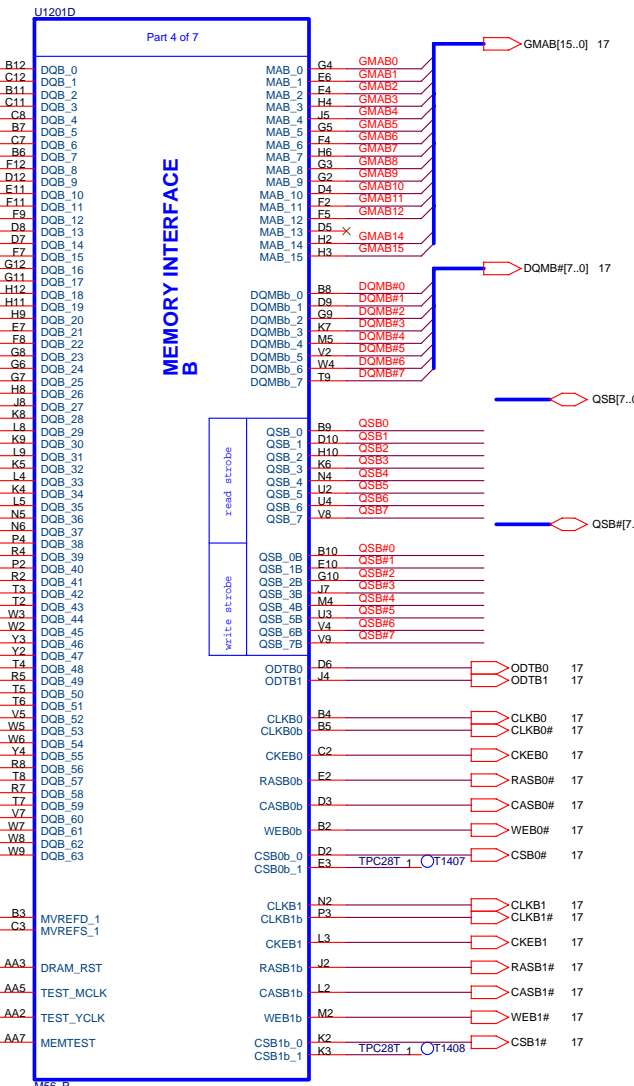 U1201D
Part 4 of 7
B12 DQB_0
C12 DQB_1
B11 DQB_2
C11 DQB_3
C8 DQB_4
B7 DQB_5
C7 DQB_6
B6 DQB_7
F12 DQB_8
D12 DQB_9
E11 DQB_10
F11 DQB_11
F9 DQB_12
D8 DQB_13
D7 DQB_14
F7 DQB_15
G12 DQB_16
G11 DQB_17
H12 DQB_18
H11 DQB_19
H9 DQB_20
E7 DQB_21
F8 DQB_22
G8 DQB_23
G6 DQB_24
G7 DQB_25
H8 DQB_26
J8 DQB_27
K8 DQB_28
L8 DQB_29
K9 DQB_30
L9 DQB_31
K5 DQB_32
L4 DQB_33
K4 DQB_34
L5 DQB_35
N5 DQB_36
N6 DQB_37
P4 DQB_38
R4 DQB_39
P2 DQB_40
R2 DQB_41
T3 DQB_42
T2 DQB_43
W3 DQB_44
W2 DQB_45
Y3 DQB_46
Y2 DQB_47
T4 DQB_48
R5 DQB_49
T5 DQB_50
T6 DQB_51
V5 DQB_52
W5 DQB_53
W6 DQB_54
Y4 DQB_55
R8 DQB_56
T8 DQB_57
R7 DQB_58
T7 DQB_59
V7 DQB_60
W7 DQB_61
W8 DQB_62
W9 DQB_63
B3 MVREFD_1
C3 MVREFS_1
AA3 DRAM_RST
AA5 TEST_MCLK
AA2 TEST_YCLK
AA7 MEMTEST
MEMORY INTERFACE
B
read strobe
write strobe
MAB_0 G4 GMAB0
MAB_1 E6 GMAB1
MAB_2 E4 GMAB2
MAB_3 H4 GMAB3
MAB_4 J5 GMAB4
MAB_5 G5 GMAB5
MAB_6 F4 GMAB6
MAB_7 H6 GMAB7
MAB_8 G3 GMAB8
MAB_9 G2 GMAB9
MAB_10 D4 GMAB10
MAB_11 F2 GMAB11
MAB_12 F5 GMAB12
MAB_13 D5
MAB_14 H2 GMAB14
MAB_15 H3 GMAB15
GMAB[15..0] 17
DQMBb_0 B8 DQMB#0
DQMBb_1 D9 DQMB#1
DQMBb_2 G9 DQMB#2
DQMBb_3 K7 DQMB#3
DQMBb_4 M5 DQMB#4
DQMBb_5 V2 DQMB#5
DQMBb_6 W4 DQMB#6
DQMBb_7 T9 DQMB#7
DQMB#[7..0] 17
QSB[7..0
QSB_0 B9 QSB0
QSB_1 D10 QSB1
QSB_2 H10 QSB2
QSB_3 K6 QSB3
QSB_4 N4 QSB4
QSB_5 U2 QSB5
QSB_6 U4 QSB6
QSB_7 V8 QSB7
QSB#[7.
QSB_0B B10 QSB#0
QSB_1B E10 QSB#1
QSB_2B G10 QSB#2
QSB_3B J7 QSB#3
QSB_4B M4 QSB#4
QSB_5B U3 QSB#5
QSB_6B V4 QSB#6
QSB_7B V9 QSB#7
ODTB0 D6 ODTB0 17
ODTB1 J4 ODTB1 17
CLKB0 B4 CLKB0 17
CLKB0b B5 CLKB0# 17
CKEB0 C2 CKEB0 17
RASB0b E2 RASB0# 17
CASB0b D3 CASB0# 17
WEB0b B2 WEB0# 17
CSB0b_0 D2 CSB0# 17
CSB0b_1 E3 TPC28T 1 T1407
CLKB1 N2 CLKB1 17
CLKB1b P3 CLKB1# 17
CKEB1 L3 CKEB1 17
RASB1b J2 RASB1# 17
CASB1b L2 CASB1# 17
WEB1b M2 WEB1# 17
CSB1b_0 K2 CSB1# 17
CSB1b_1 K3 TPC28T 1 T1408